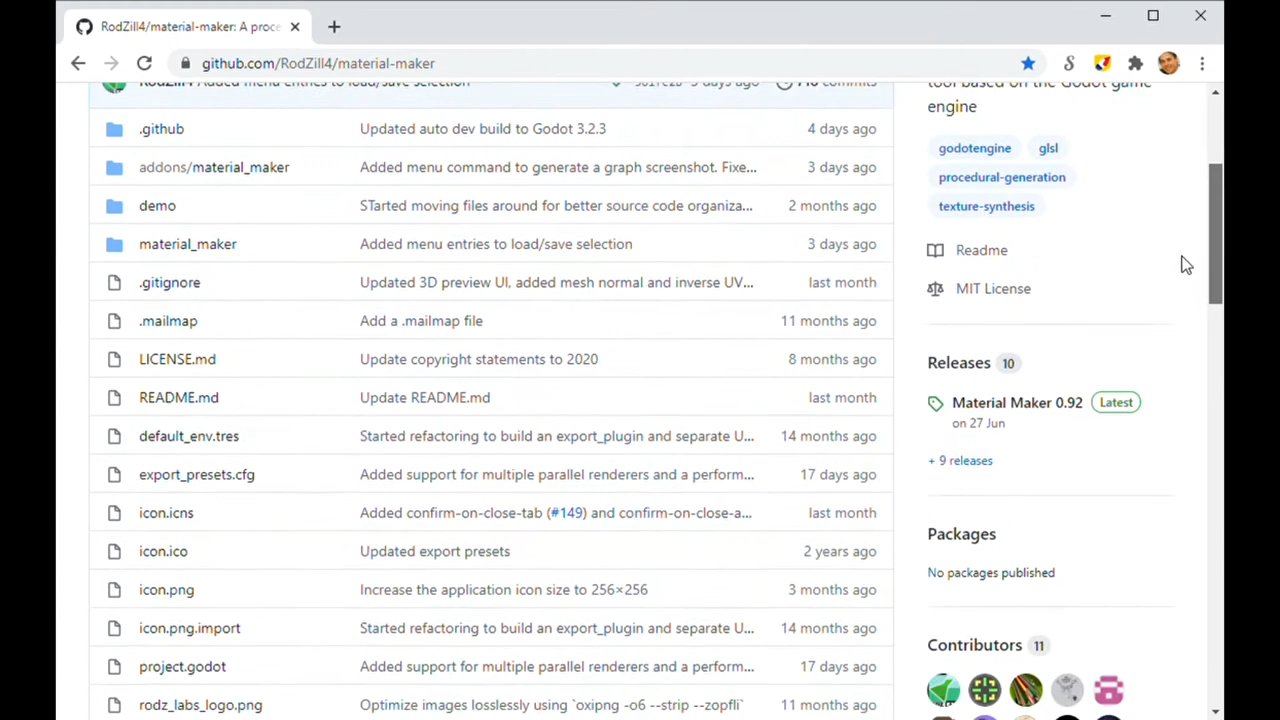 RodZill4/material-maker: A proce
github.com/RodZill4/material-maker
RodZill4 Added menu entries to load/save selection 3 days ago commits
tool based on the Godot game
engine
.github Updated auto dev build to Godot 3.2.3 4 days ago
godotengine glsl
addons/material_maker Added menu command to generate a graph screenshot. Fixe... 3 days ago
procedural-generation
demo STarted moving files around for better source code organiza... 2 months ago
texture-synthesis
material_maker Added menu entries to load/save selection 3 days ago
Readme
.gitignore Updated 3D preview UI, added mesh normal and inverse UV... last month
MIT License
.mailmap Add a .mailmap file 11 months ago
LICENSE.md Update copyright statements to 2020 8 months ago
Releases 10
README.md Update README.md last month
Material Maker 0.92 Latest
on 27 Jun
default_env.tres Started refactoring to build an export_plugin and separate U... 14 months ago
+ 9 releases
export_presets.cfg Added support for multiple parallel renderers and a perform... 17 days ago
icon.icns Added confirm-on-close-tab (#149) and confirm-on-close-a... last month
Packages
icon.ico Updated export presets 2 years ago
No packages published
icon.png Increase the application icon size to 256×256 3 months ago
icon.png.import Started refactoring to build an export_plugin and separate U... 14 months ago
Contributors 11
project.godot Added support for multiple parallel renderers and a perform... 17 days ago
rodz_labs_logo.png Optimize images losslessly using `oxipng -o6 --strip --zopfli` 11 months ago